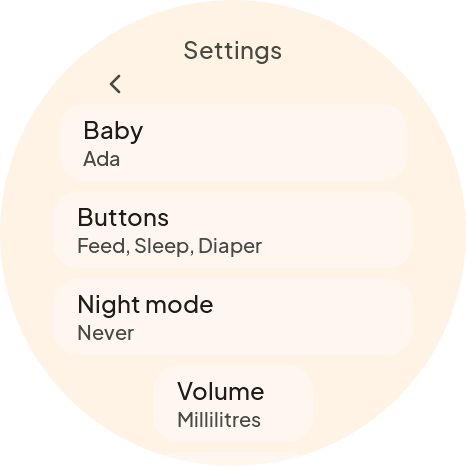 Settings
Baby
Ada
Buttons
Feed, Sleep, Diaper
Night mode
Never
Volume
Millilitres